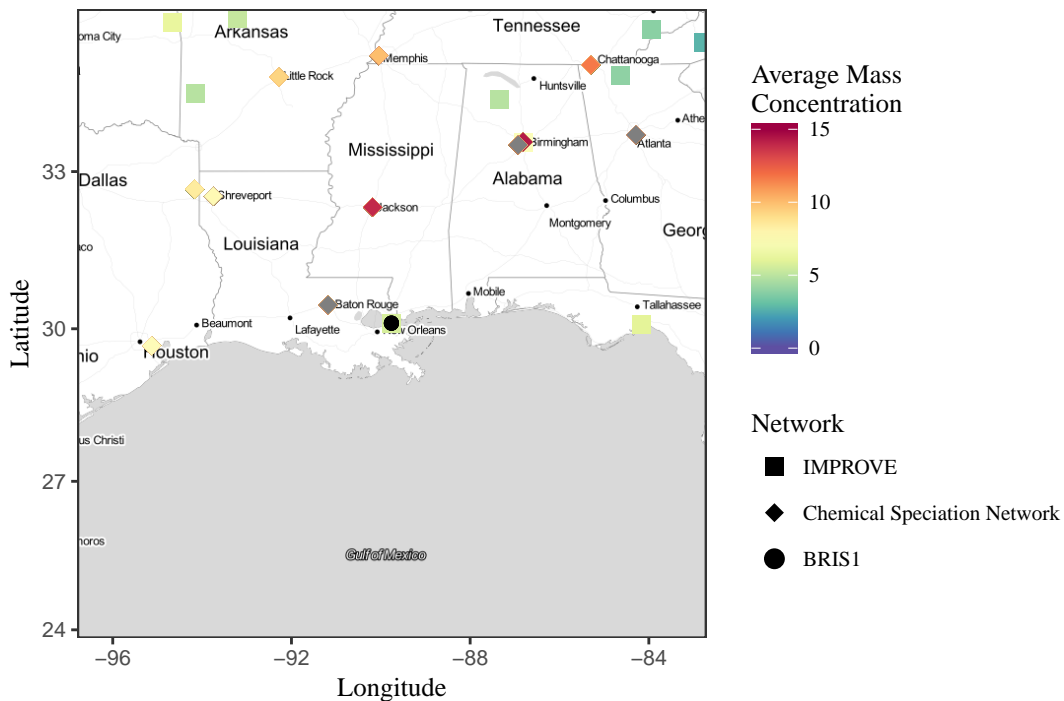 Tennessee
Arkansas
oma City
Memphis
Chattanooga
Little Rock
Huntsville
Athe
Birmingham
Atlanta
Mississippi
Dallas
Alabama
Shreveport
Jackson
Columbus
Montgomery
Georg
Louisiana
co
Mobile
Baton Rouge
Tallahassee
Beaumont
Lafayette
New Orleans
Houston
nio
us Christi
noros
Gulf of Mexico
33
30
27
24
Latitude
−96
−92
−88
−84
Longitude
Average Mass
Concentration
15
10
5
0
Network
IMPROVE
Chemical Speciation Network
BRIS1